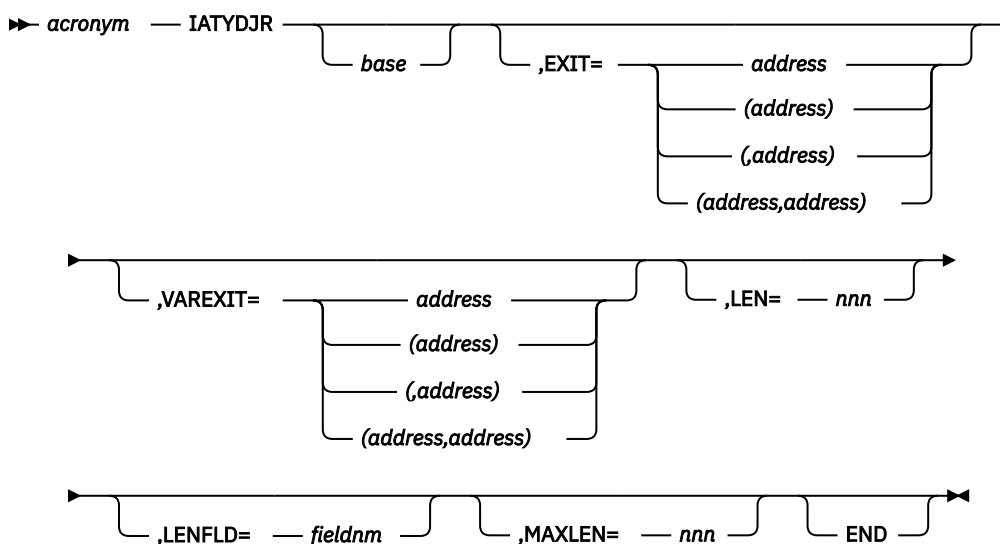 acronym IATYDJR
base
,EXIT= address
(address)
(,address)
(address,address)
,VAREXIT= address
(address)
(,address)
(address,address)
,LEN= nnn
,LENFLD= fieldnm
,MAXLEN= nnn
END